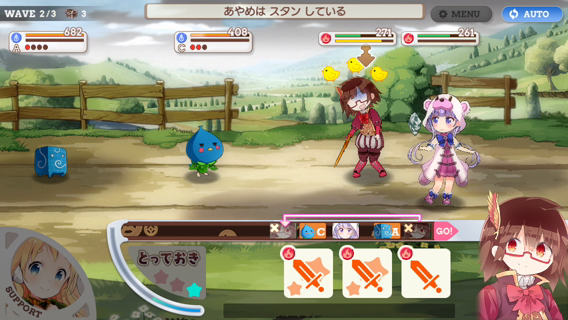 WAVE 2/3 3
あやめは スタン している
MENU
AUTO
682
A
408
C
271
261
C
A
GO!
とっておき
SUPPORT